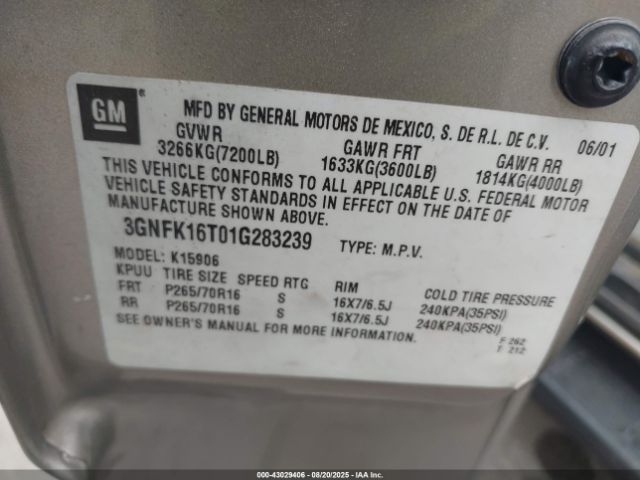 GM ®
MFD BY GENERAL MOTORS DE MEXICO, S. DE R.L. DE C.V. 06/01
GVWR GAWR FRT GAWR RR
3266KG(7200LB) 1633KG(3600LB) 1814KG(4000LB)
THIS VEHICLE CONFORMS TO ALL APPLICABLE U.S. FEDERAL MOTOR
VEHICLE SAFETY STANDARDS IN EFFECT ON THE DATE OF
MANUFACTURE SHOWN ABOVE.
3GNFK16T01G283239 TYPE: M.P.V.
MODEL: K15906
KPUU TIRE SIZE SPEED RTG RIM COLD TIRE PRESSURE
FRT P265/70R16 S 16X7/6.5J 240KPA(35PSI)
RR P265/70R16 S 16X7/6.5J 240KPA(35PSI)
SEE OWNER'S MANUAL FOR MORE INFORMATION.
F 262
T 212
000-43029406 - 08/20/2025 - IAA Inc.